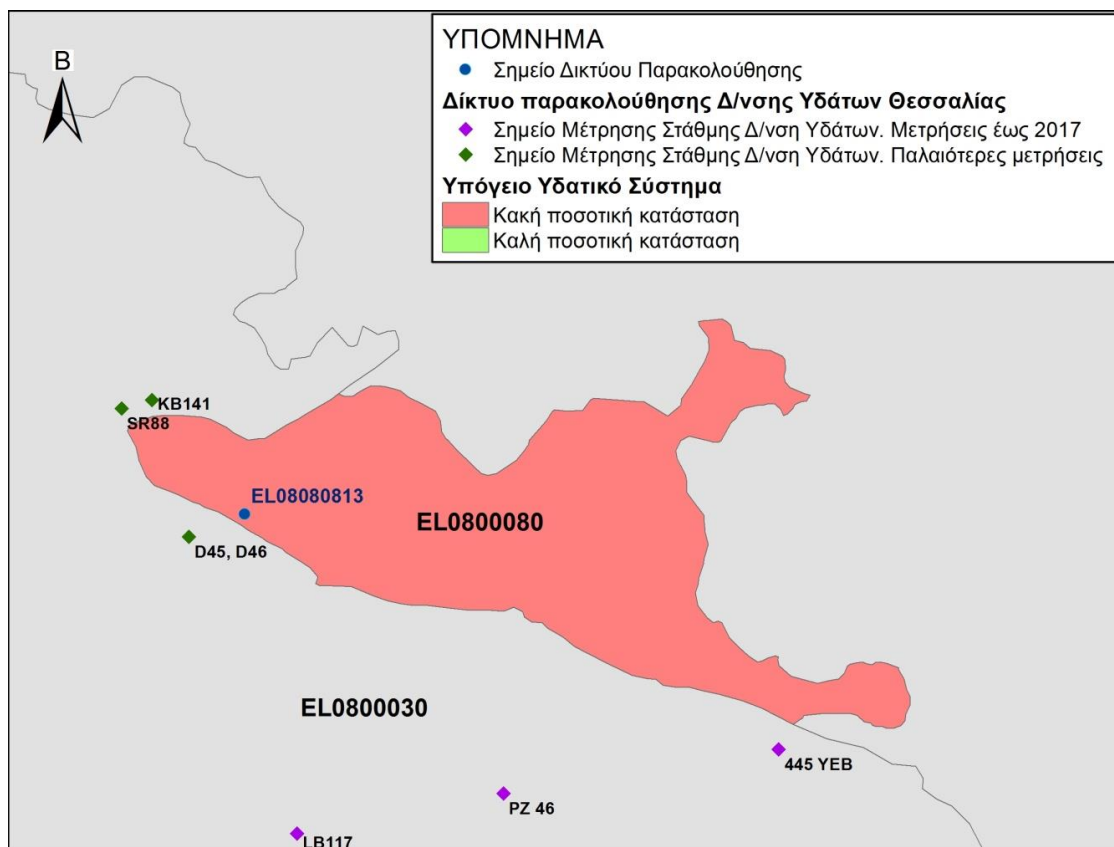 ΥΠΟΜΝΗΜΑ
Σημείο Δικτύου Παρακολούθησης
Δίκτυο παρακολούθησης Δ/νσης Υδάτων Θεσσαλίας
Σημείο Μέτρησης Στάθμης Δ/νση Υδάτων. Μετρήσεις έως 2017
Σημείο Μέτρησης Στάθμης Δ/νση Υδάτων. Παλαιότερες μετρήσεις
Υπόγειο Υδατικό Σύστημα
Κακή ποσοτική κατάσταση
Καλή ποσοτική κατάσταση
Β
KB141
SR88
EL08080813
EL0800080
D45, D46
EL0800030
445 YEB
PZ 46
LB117